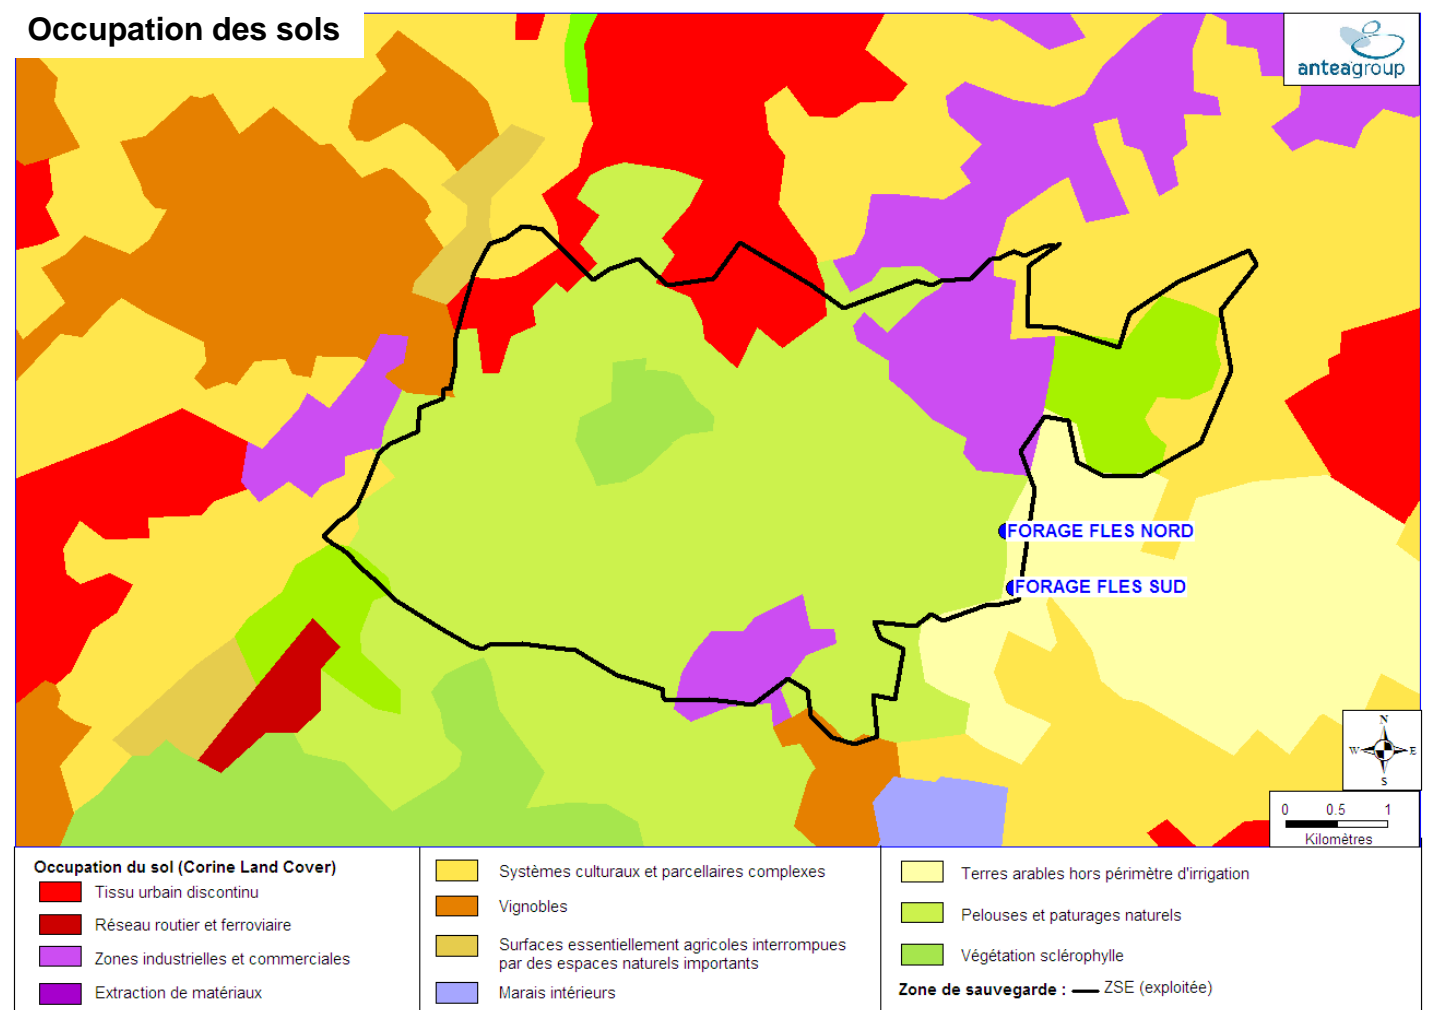 Occupation des sols
anteagroup
FORAGE FLES NORD
FORAGE FLES SUD
N
W E
S
0 0.5 1
Kilomètres
Occupation du sol (Corine Land Cover)
Tissu urbain discontinu
Réseau routier et ferroviaire
Zones industrielles et commerciales
Extraction de matériaux
Systèmes culturaux et parcellaires complexes
Vignobles
Surfaces essentiellement agricoles interrompues
par des espaces naturels importants
Marais intérieurs
Terres arables hors périmètre d'irrigation
Pelouses et paturages naturels
Végétation sclérophylle
Zone de sauvegarde : ZSE (exploitée)